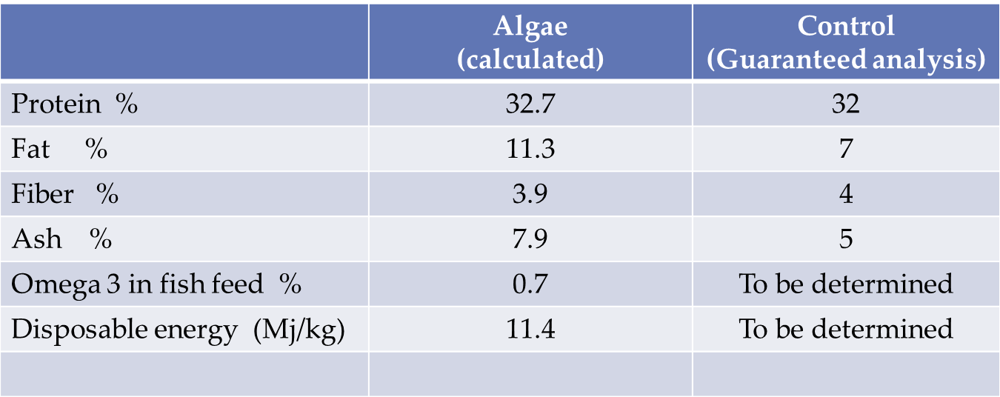 Algae
(calculated)
Control
(Guaranteed analysis)
Protein % 32.7 32
Fat % 11.3 7
Fiber % 3.9 4
Ash % 7.9 5
Omega 3 in fish feed % 0.7 To be determined
Disposable energy (Mj/kg) 11.4 To be determined